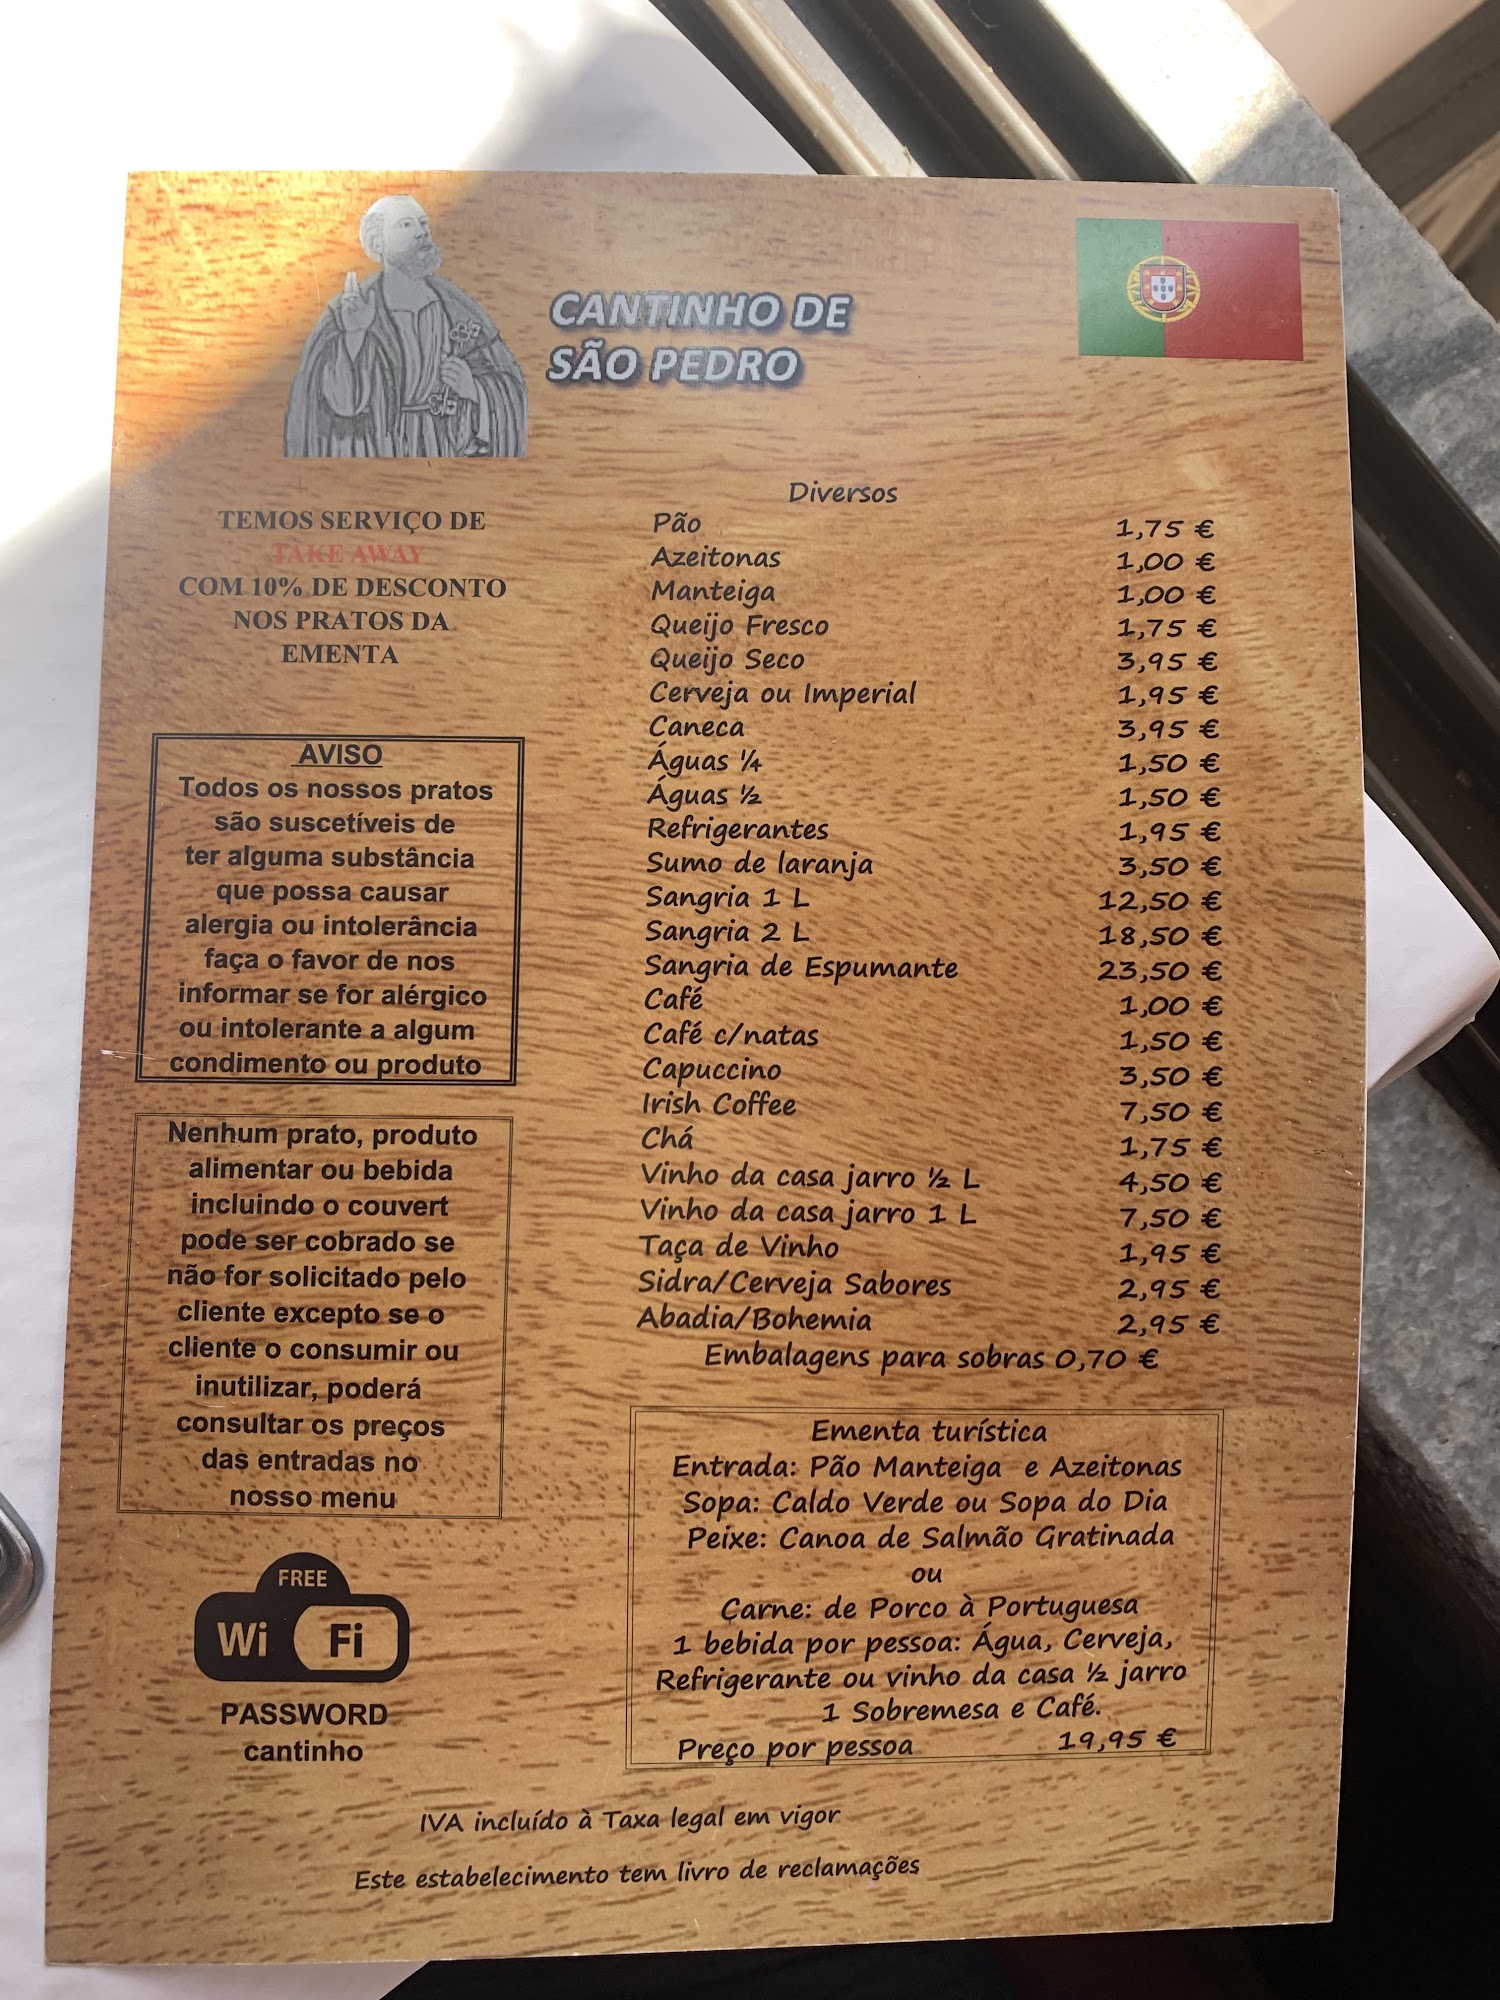 CANTINHO DE
SÃO PEDRO
TEMOS SERVIÇO DE
TAKE AWAY
COM 10% DE DESCONTO
NOS PRATOS DA
EMENTA
AVISO
Todos os nossos pratos
são suscetíveis de
ter alguma substância
que possa causar
alergia ou intolerância
faça o favor de nos
informar se for alérgico
ou intolerante a algum
condimento ou produto
Nenhum prato, produto
alimentar ou bebida
incluindo o couvert
pode ser cobrado se
não for solicitado pelo
cliente excepto se o
cliente o consumir ou
inutilizar, poderá
consultar os preços
das entradas no
nosso menu
FREE
Wi Fi
PASSWORD
cantinho
Diversos
Pão 1,75 €
Azeitonas 1,00 €
Manteiga 1,00 €
Queijo Fresco 1,75 €
Queijo Seco 3,95 €
Cerveja ou Imperial 1,95 €
Caneca 3,95 €
Águas ¼ 1,50 €
Águas ½ 1,50 €
Refrigerantes 1,95 €
Sumo de laranja 3,50 €
Sangria 1 L 12,50 €
Sangria 2 L 18,50 €
Sangria de Espumante 23,50 €
Café 1,00 €
Café c/natas 1,50 €
Capuccino 3,50 €
Irish Coffee 7,50 €
Chá 1,75 €
Vinho da casa jarro ½ L 4,50 €
Vinho da casa jarro 1 L 7,50 €
Taça de Vinho 1,95 €
Sidra/Cerveja Sabores 2,95 €
Abadia/Bohemia 2,95 €
Embalagens para sobras 0,70 €
Ementa turística
Entrada: Pão Manteiga e Azeitonas
Sopa: Caldo Verde ou Sopa do Dia
Peixe: Canoa de Salmão Gratinada
ou
Carne: de Porco à Portuguesa
1 bebida por pessoa: Água, Cerveja,
Refrigerante ou vinho da casa ½ jarro
1 Sobremesa e Café.
Preço por pessoa 19,95 €
IVA incluído à Taxa legal em vigor
Este estabelecimento tem livro de reclamações